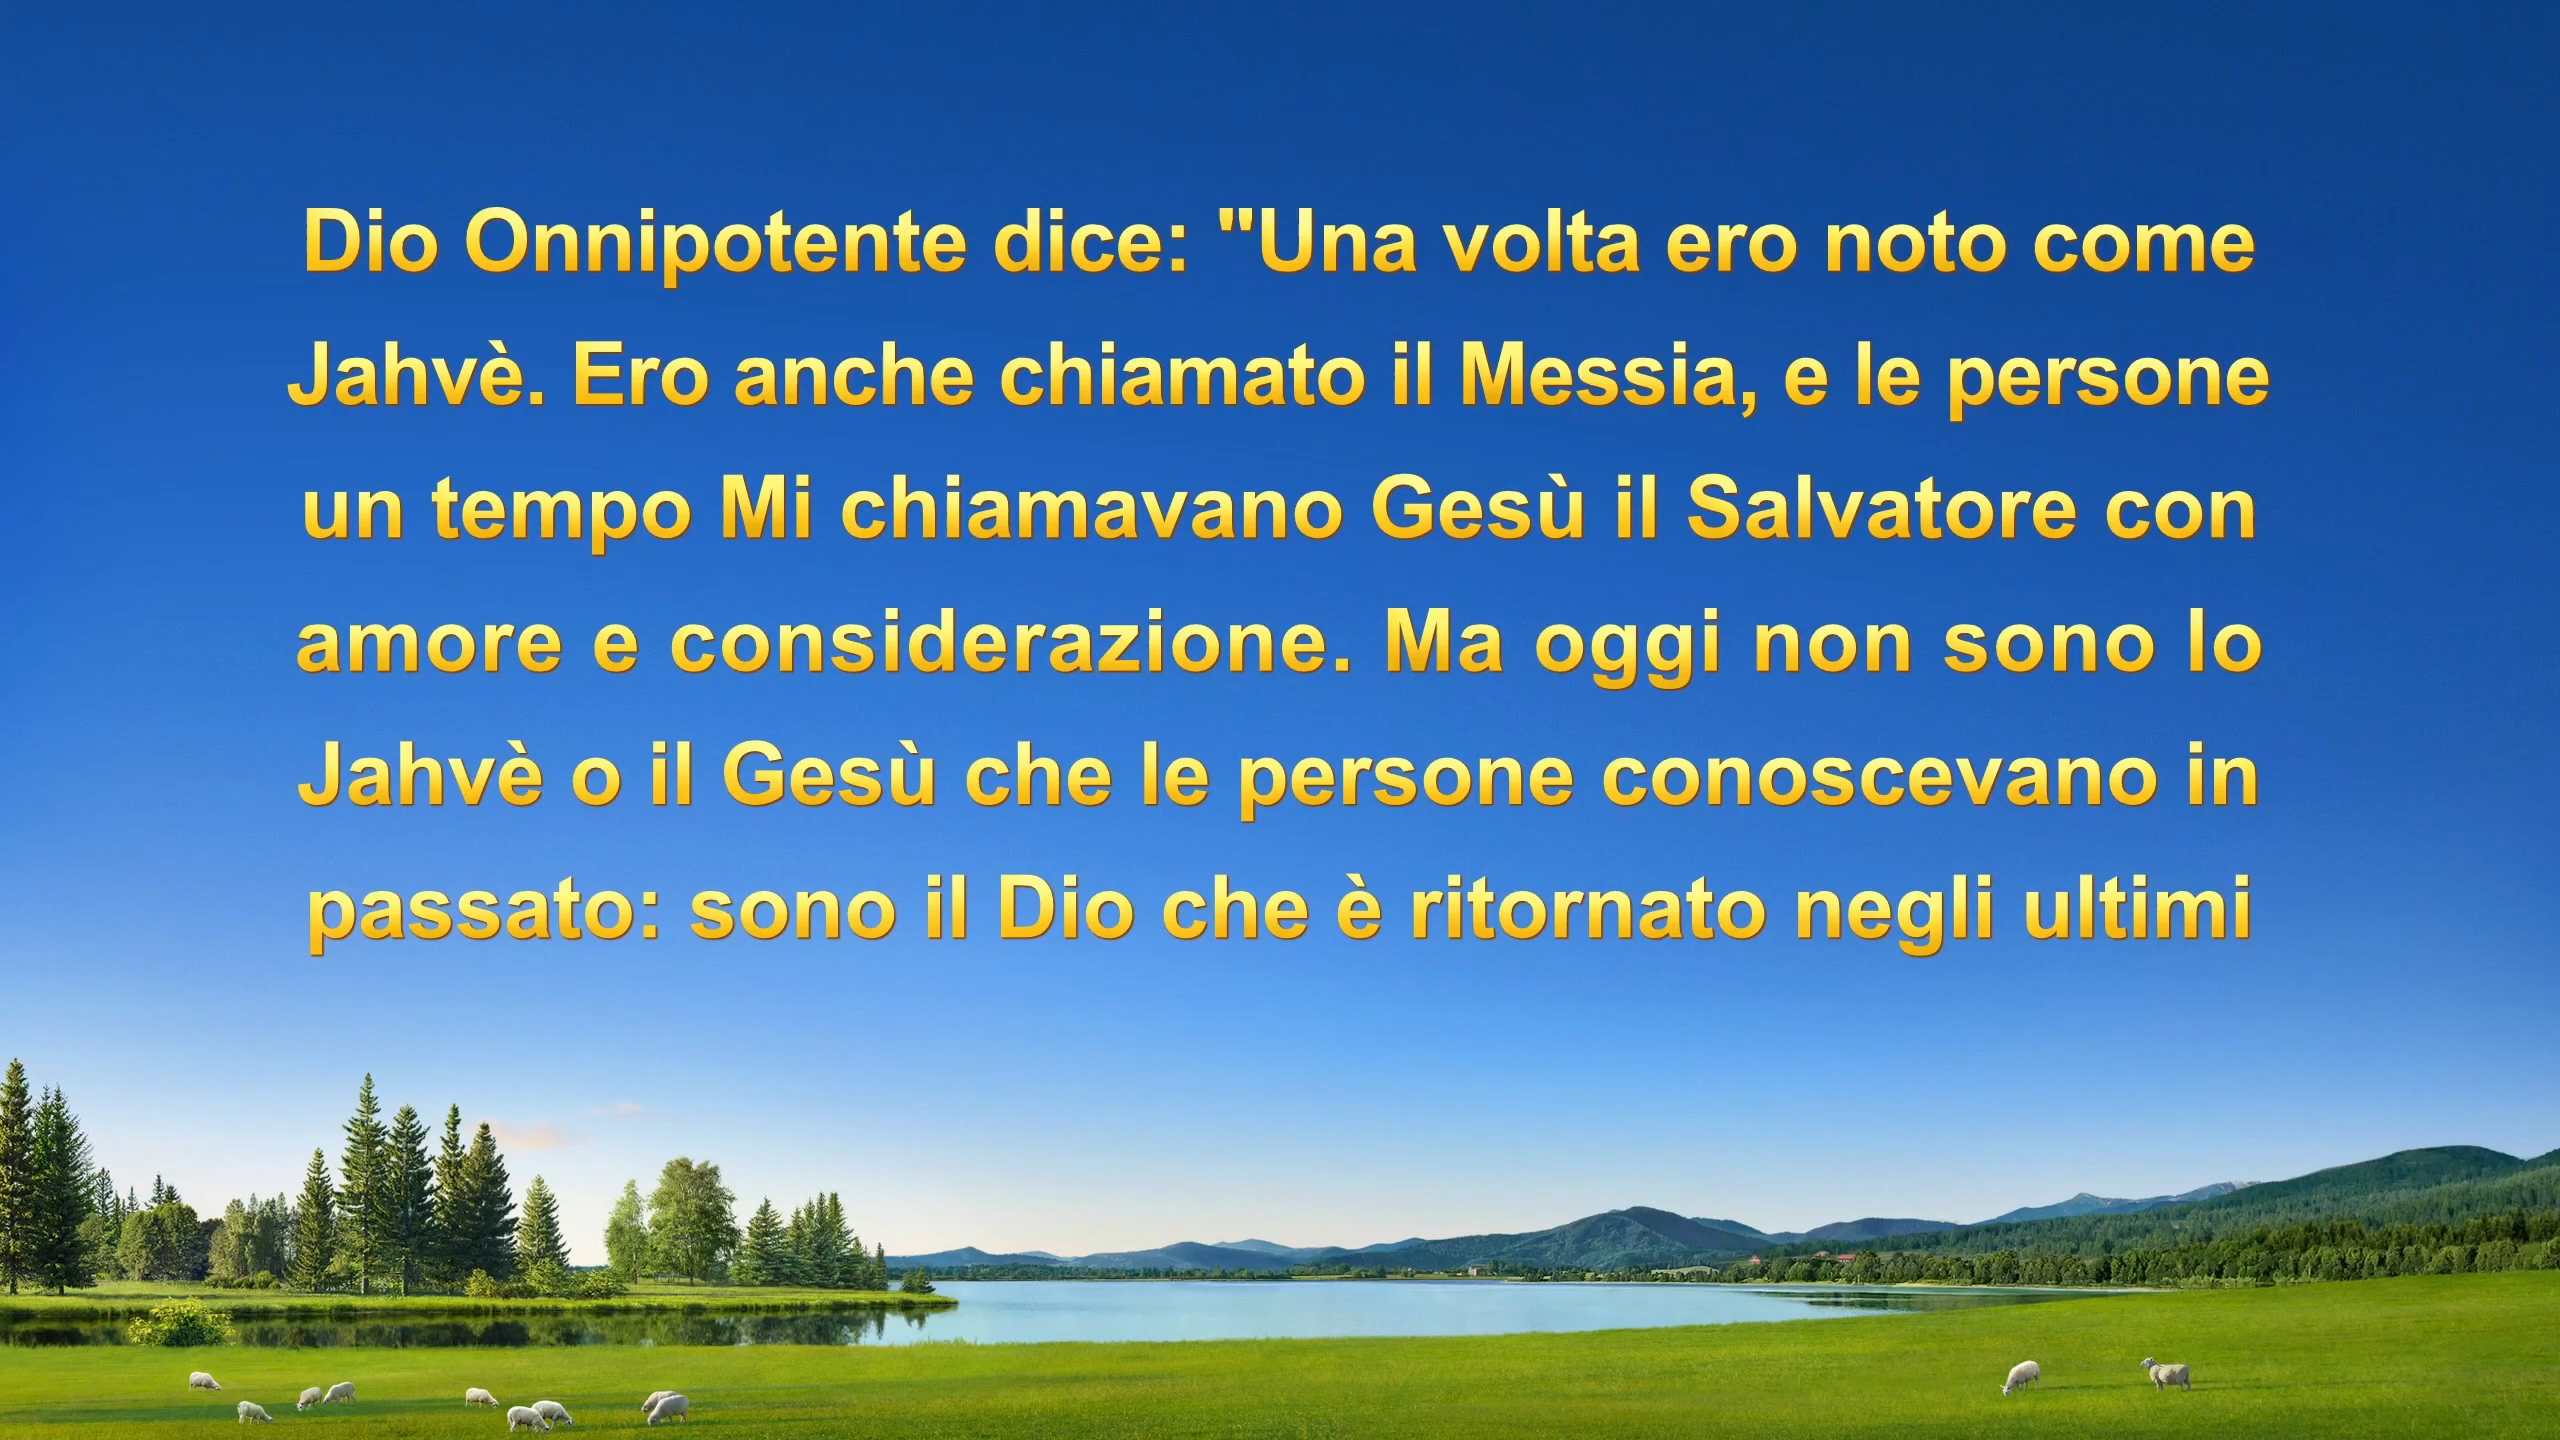 Dio Onnipotente dice: "Una volta ero noto come
Jahvè. Ero anche chiamato il Messia, e le persone
un tempo Mi chiamavano Gesù il Salvatore con
amore e considerazione. Ma oggi non sono lo
Jahvè o il Gesù che le persone conoscevano in
passato: sono il Dio che è ritornato negli ultimi